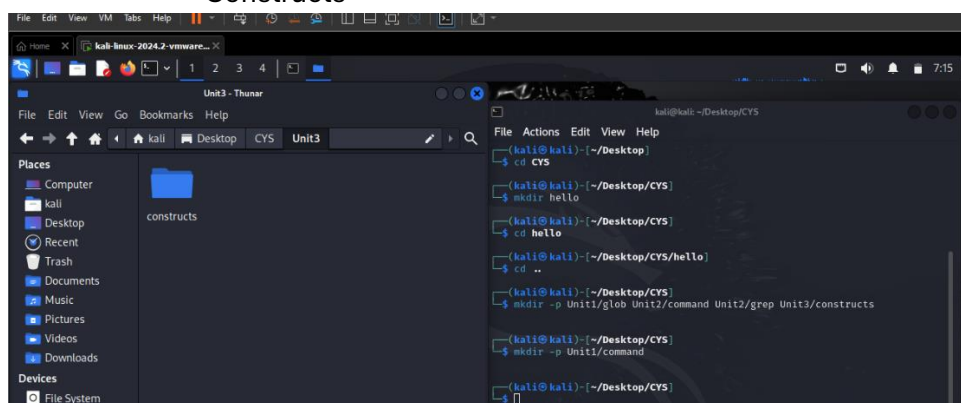 Constructs
File Edit View VM Tabs Help
Home X kali-linux-2024.2-vmware... X
1 2 3 4
7:15
Unit3 - Thunar
File Edit View Go Bookmarks Help
kali Desktop CYS Unit3
Places
Computer
kali
Desktop
Recent
Trash
Documents
Music
Pictures
Videos
Downloads
Devices
File System
constructs
kali@kali: ~/Desktop/CYS
File Actions Edit View Help
(kali㉿kali)-[~/Desktop]
$ cd CYS
(kali㉿kali)-[~/Desktop/CYS]
$ mkdir hello
(kali㉿kali)-[~/Desktop/CYS]
$ cd hello
(kali㉿kali)-[~/Desktop/CYS/hello]
$ cd ..
(kali㉿kali)-[~/Desktop/CYS]
$ mkdir -p Unit1/glob Unit2/command Unit2/grep Unit3/constructs
(kali㉿kali)-[~/Desktop/CYS]
$ mkdir -p Unit1/command
(kali㉿kali)-[~/Desktop/CYS]
$